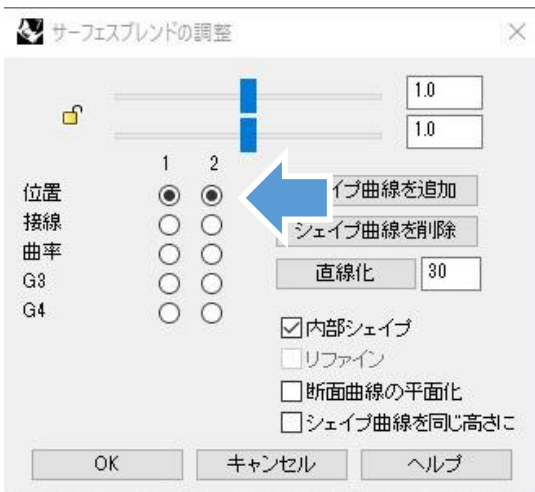 サーフェスブレンドの調整
1.0
1.0
1 2
位置
接線
曲率
G3
G4
イプ曲線を追加
シェイプ曲線を削除
直線化 30
内部シェイプ
リファイン
断面曲線の平面化
シェイプ曲線を同じ高さに
OK キャンセル ヘルプ